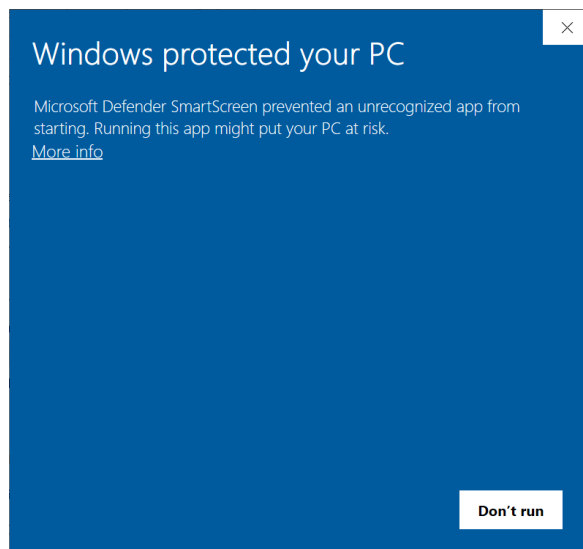 Windows protected your PC
Microsoft Defender SmartScreen prevented an unrecognized app from
starting. Running this app might put your PC at risk.
More info
Don't run